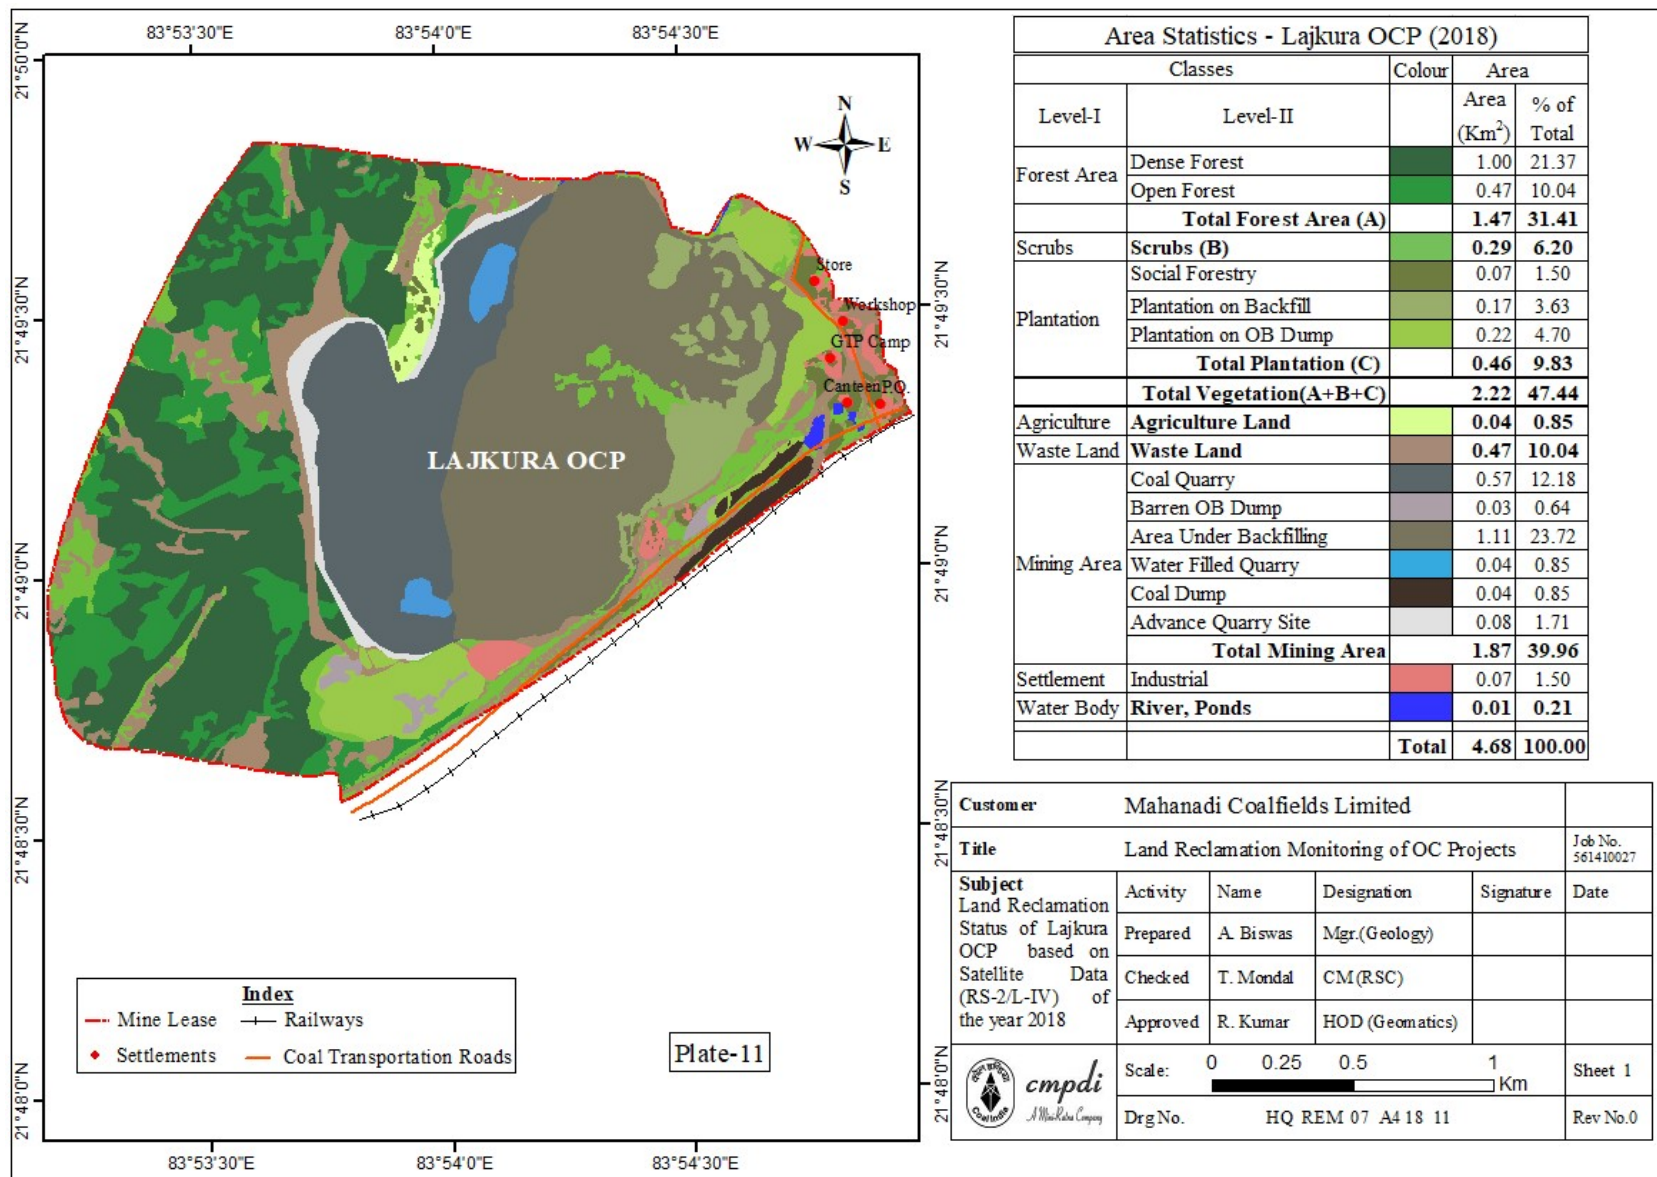 83°53'30"E 83°54'0"E 83°54'30"E
21°50'0"N
21°49'30"N
21°49'0"N
21°48'30"N
21°48'0"N
N
W E
S
Store
Workshop
GTP Camp
Canteen P.O.
LAJKURA OCP
21°49'30"N
21°49'0"N
21°48'30"N
21°48'0"N
Index
Mine Lease Railways
Settlements Coal Transportation Roads
Plate-11
83°53'30"E 83°54'0"E 83°54'30"E
Area Statistics - Lajkura OCP (2018)
Classes Colour Area
Level-I Level-II Area (Km2) % of Total
Forest Area Dense Forest 1.00 21.37
Open Forest 0.47 10.04
Total Forest Area (A) 1.47 31.41
Scrubs Scrubs (B) 0.29 6.20
Plantation Social Forestry 0.07 1.50
Plantation on Backfill 0.17 3.63
Plantation on OB Dump 0.22 4.70
Total Plantation (C) 0.46 9.83
Total Vegetation(A+B+C) 2.22 47.44
Agriculture Agriculture Land 0.04 0.85
Waste Land Waste Land 0.47 10.04
Mining Area Coal Quarry 0.57 12.18
Barren OB Dump 0.03 0.64
Area Under Backfilling 1.11 23.72
Water Filled Quarry 0.04 0.85
Coal Dump 0.04 0.85
Advance Quarry Site 0.08 1.71
Total Mining Area 1.87 39.96
Settlement Industrial 0.07 1.50
Water Body River, Ponds 0.01 0.21
Total 4.68 100.00
Customer Mahanadi Coalfields Limited
Title Land Reclamation Monitoring of OC Projects Job No. 561410027
Subject
Land Reclamation
Status of Lajkura
OCP based on
Satellite Data
(RS-2/L-IV) of
the year 2018
Activity Name Designation Signature Date
Prepared A. Biswas Mgr.(Geology)
Checked T. Mondal CM (RSC)
Approved R. Kumar HOD (Geomatics)
Coal India
cmpdi
A Mini Ratna Company
Scale: 0 0.25 0.5 1 Km Sheet 1
Drg No. HQ REM 07 A4 18 11 Rev No.0